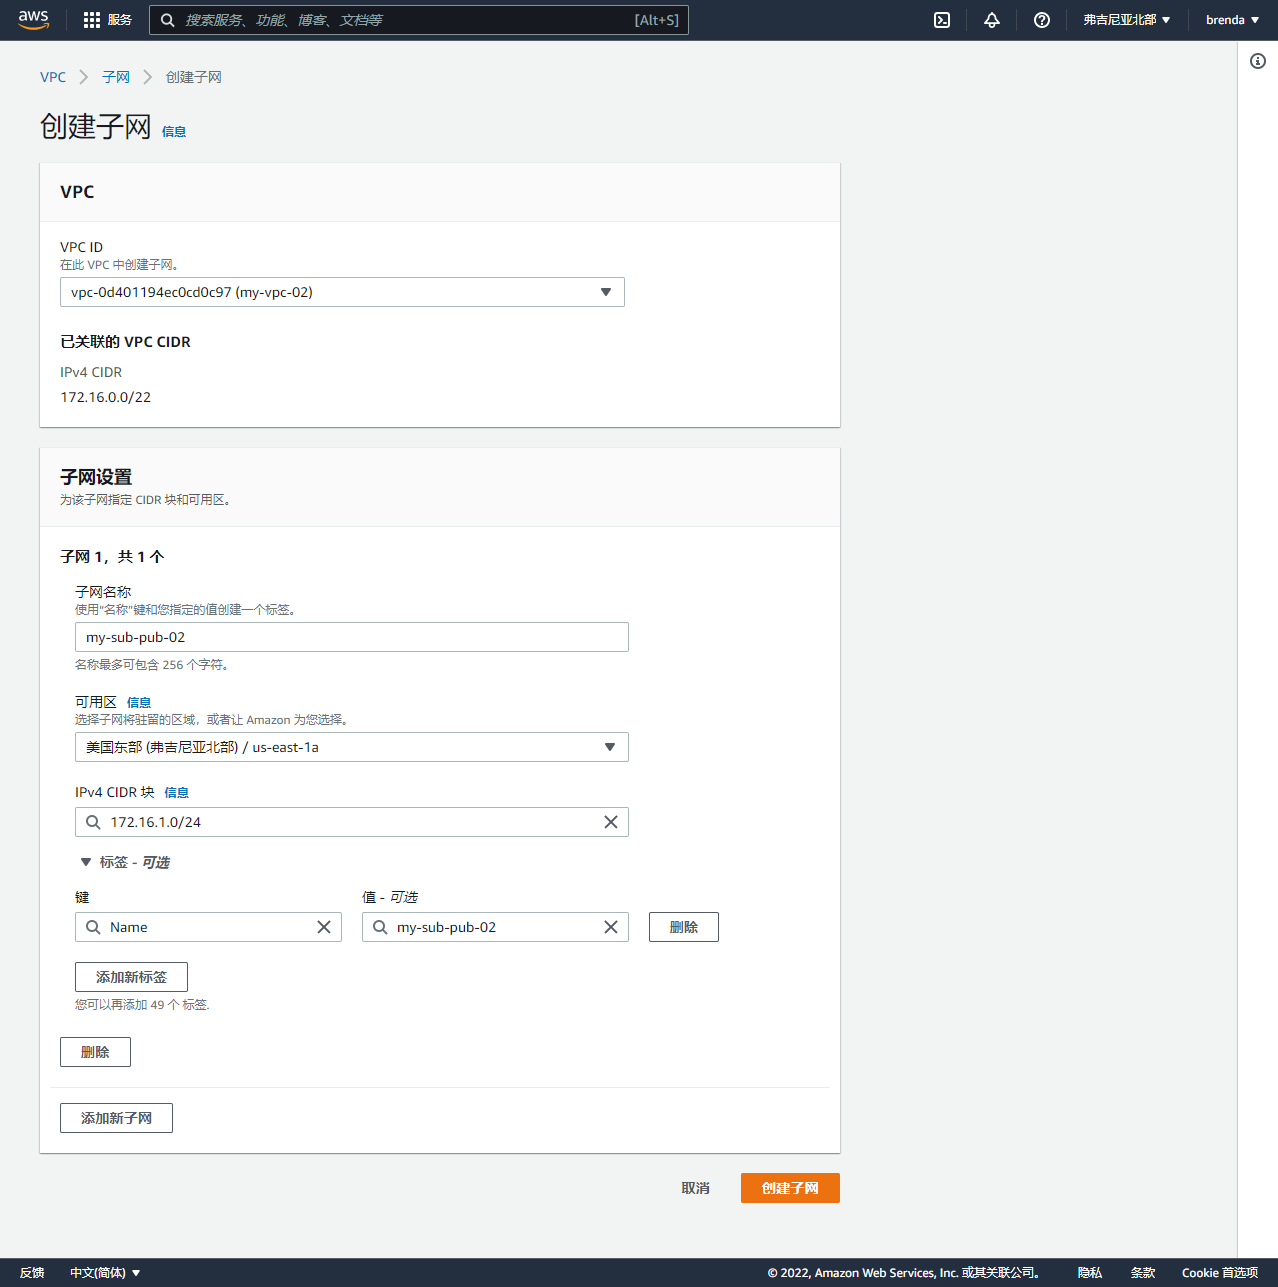 aws 服务 搜索服务、功能、博客、文档等 [Alt+S] 弗吉尼亚北部 brenda
VPC 子网 创建子网
创建子网 信息
VPC
VPC ID
在此 VPC 中创建子网。
vpc-0d401194ec0cd0c97 (my-vpc-02)
已关联的 VPC CIDR
IPv4 CIDR
172.16.0.0/22
子网设置
为该子网指定 CIDR 块和可用区。
子网 1，共 1 个
子网名称
使用“名称”键和您指定的值创建一个标签。
my-sub-pub-02
名称最多可包含 256 个字符。
可用区 信息
选择子网将驻留的区域，或者让 Amazon 为您选择。
美国东部 (弗吉尼亚北部) / us-east-1a
IPv4 CIDR 块 信息
172.16.1.0/24
标签 - 可选
键 值 - 可选
Name my-sub-pub-02 删除
添加新标签
您可以再添加 49 个 标签.
删除
添加新子网
取消 创建子网
反馈 中文(简体) © 2022, Amazon Web Services, Inc. 或其关联公司。 隐私 条款 Cookie 首选项